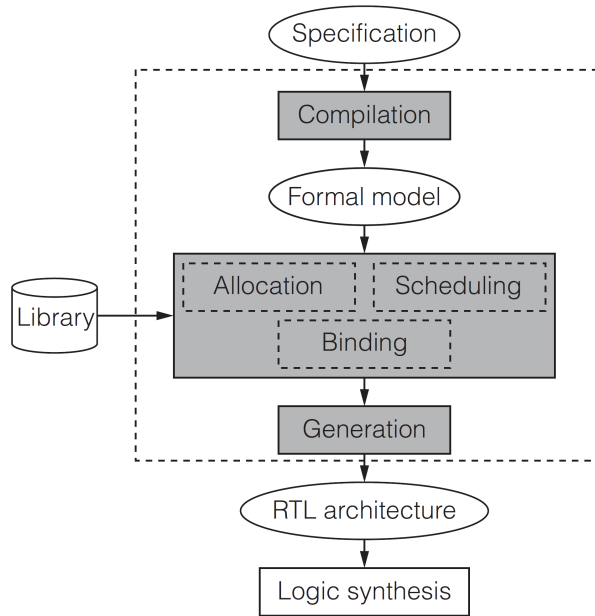 Specification
Compilation
Formal model
Allocation
Scheduling
Library
Binding
Generation
RTL architecture
Logic synthesis